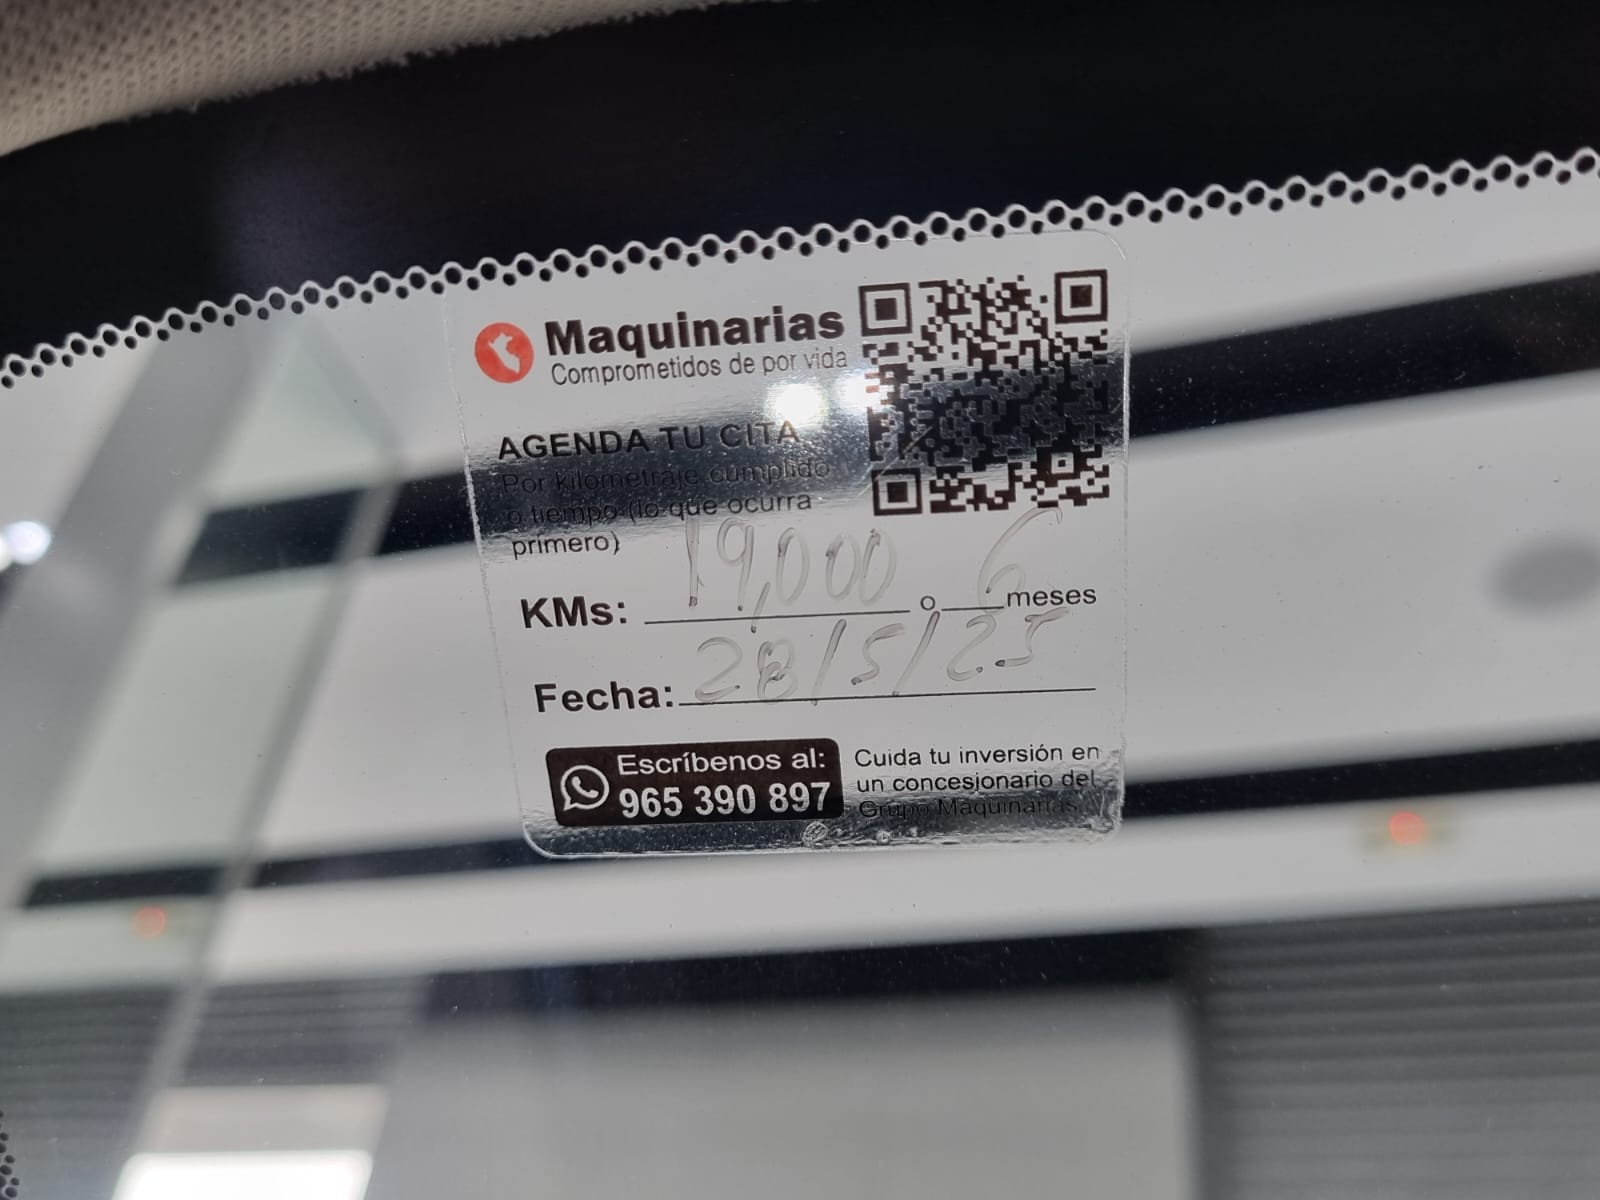 Maquinarias
Comprometidos de por vida
AGENDA TU CITA
Por kilometraje cumplido
o tiempo (lo que ocurra
primero)
KMs: 19,000 o 6 meses
Fecha: 28/5/25
Escríbenos al:
965 390 897
Cuida tu inversión en
un concesionario del
Grupo Maquinarias